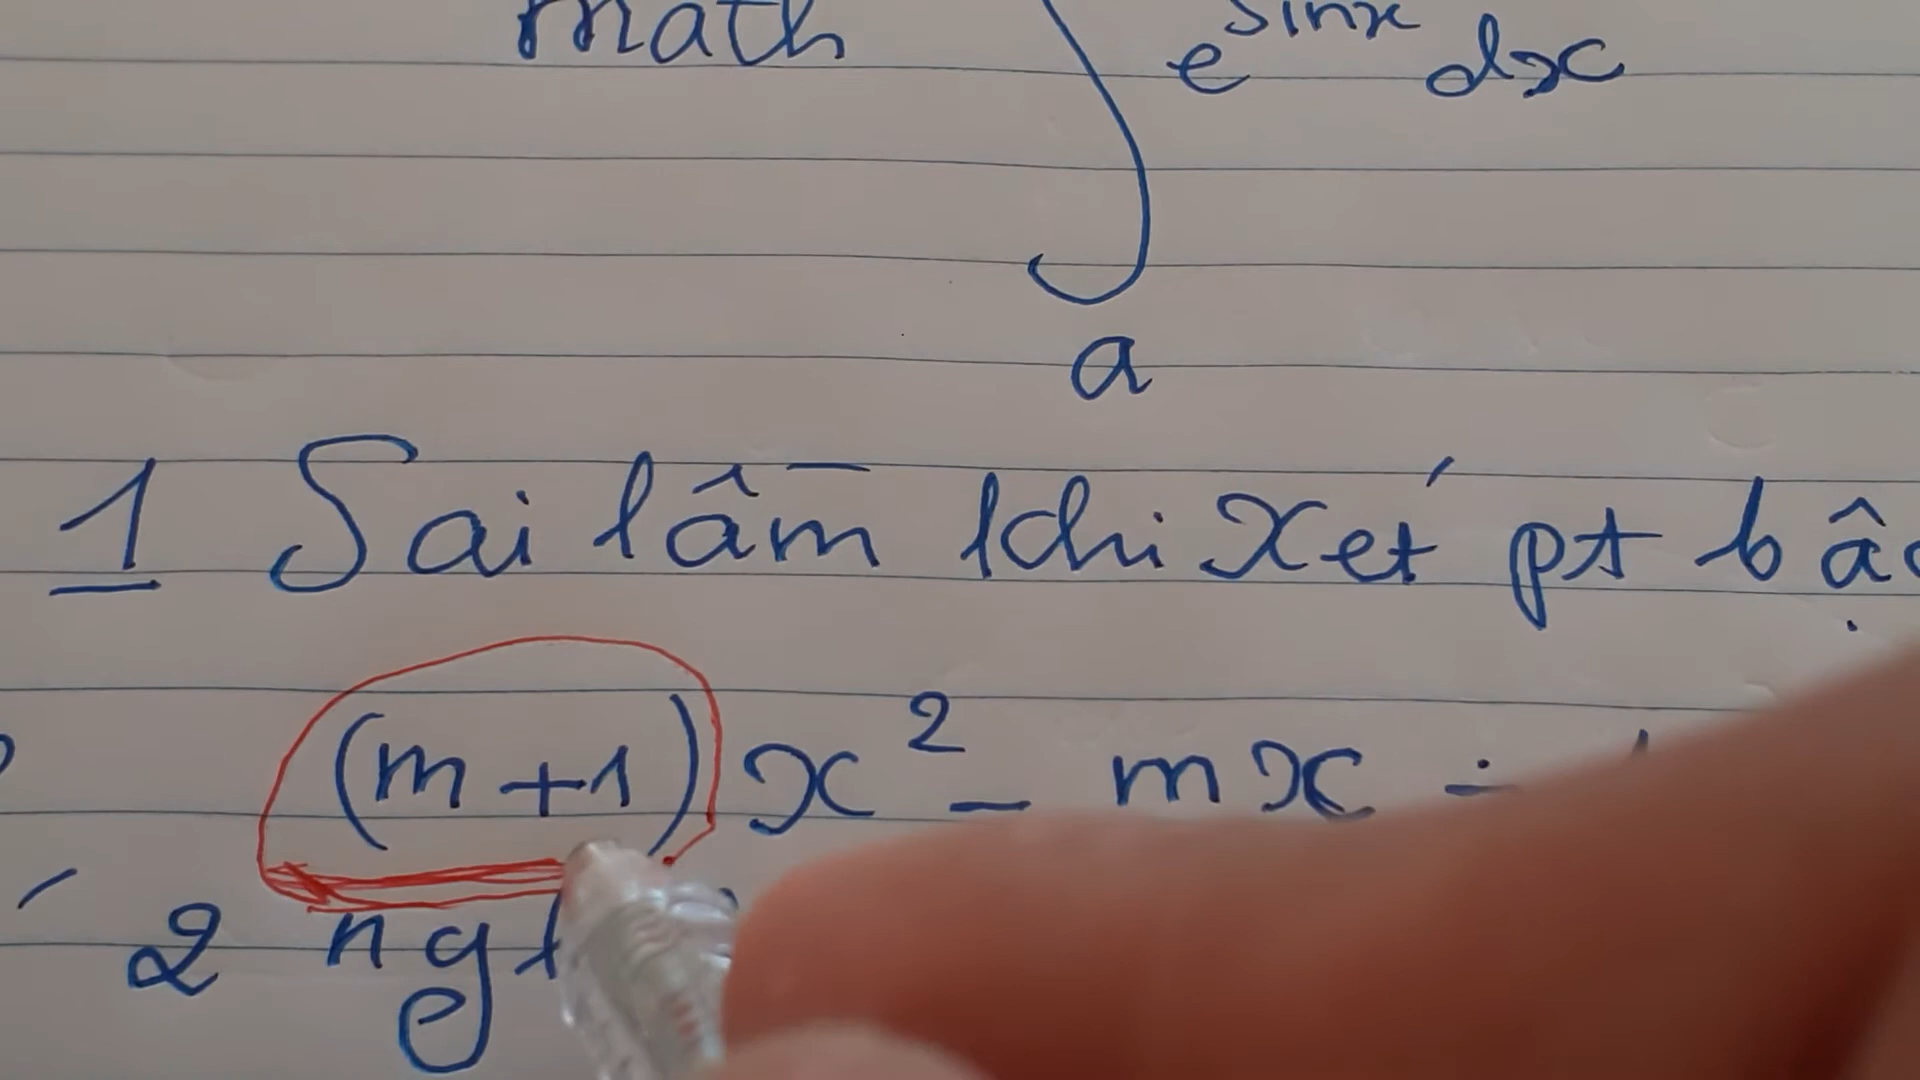 math ∫ e^sinx dx
a
1 Sai lầm khi xét pt
(m+1)x² - mx
2